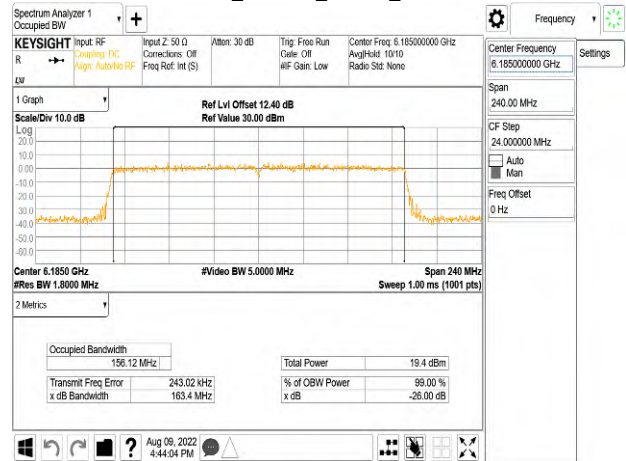 Spectrum Analyzer 1
Occupied BW
+
Frequency
KEYSIGHT
R
Input: RF
Coupling: DC
Align: Auto/No RF
Input Z: 50 Ω
Corrections: Off
Freq Ref: Int (S)
Atten: 30 dB
Trig: Free Run
Gate: Off
#IF Gain: Low
Center Freq: 6.185000000 GHz
Avg|Hold: 10/10
Radio Std: None
Center Frequency
6.185000000 GHz
Settings
Span
240.00 MHz
CF Step
24.000000 MHz
Auto
Man
Freq Offset
0 Hz
1 Graph
Scale/Div 10.0 dB
Ref Lvl Offset 12.40 dB
Ref Value 30.00 dBm
Log
20.0
10.0
0.00
-10.0
-20.0
-30.0
-40.0
-50.0
-60.0
Center 6.1850 GHz
#Video BW 5.0000 MHz
Span 240 MHz
#Res BW 1.8000 MHz
Sweep 1.00 ms (1001 pts)
2 Metrics
Occupied Bandwidth
156.12 MHz
Total Power 19.4 dBm
Transmit Freq Error 243.02 kHz
% of OBW Power 99.00 %
x dB Bandwidth 163.4 MHz
x dB -26.00 dB
?
Aug 09, 2022
4:44:04 PM